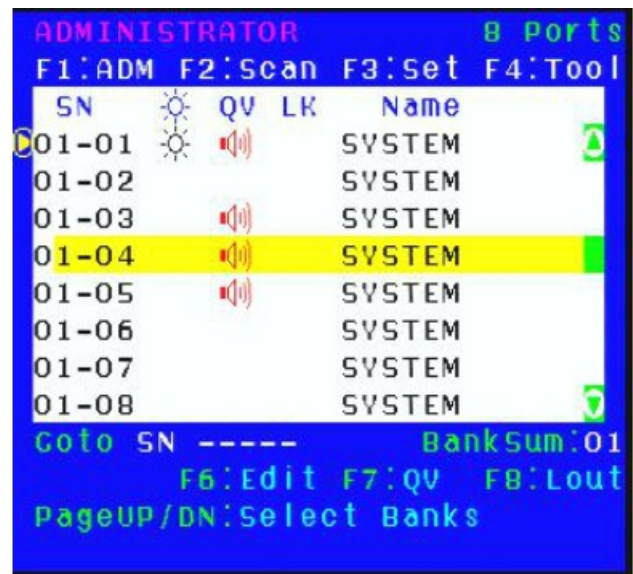 ADMINISTRATOR 8 Ports
F1:ADM F2:Scan F3:Set F4:Tool
SN QV LK Name
01-01 SYSTEM
01-02 SYSTEM
01-03 SYSTEM
01-04 SYSTEM
01-05 SYSTEM
01-06 SYSTEM
01-07 SYSTEM
01-08 SYSTEM
Goto SN ----- BankSum:01
F6:Edit F7:QV F8:Lout
PageUP/DN:Select Banks